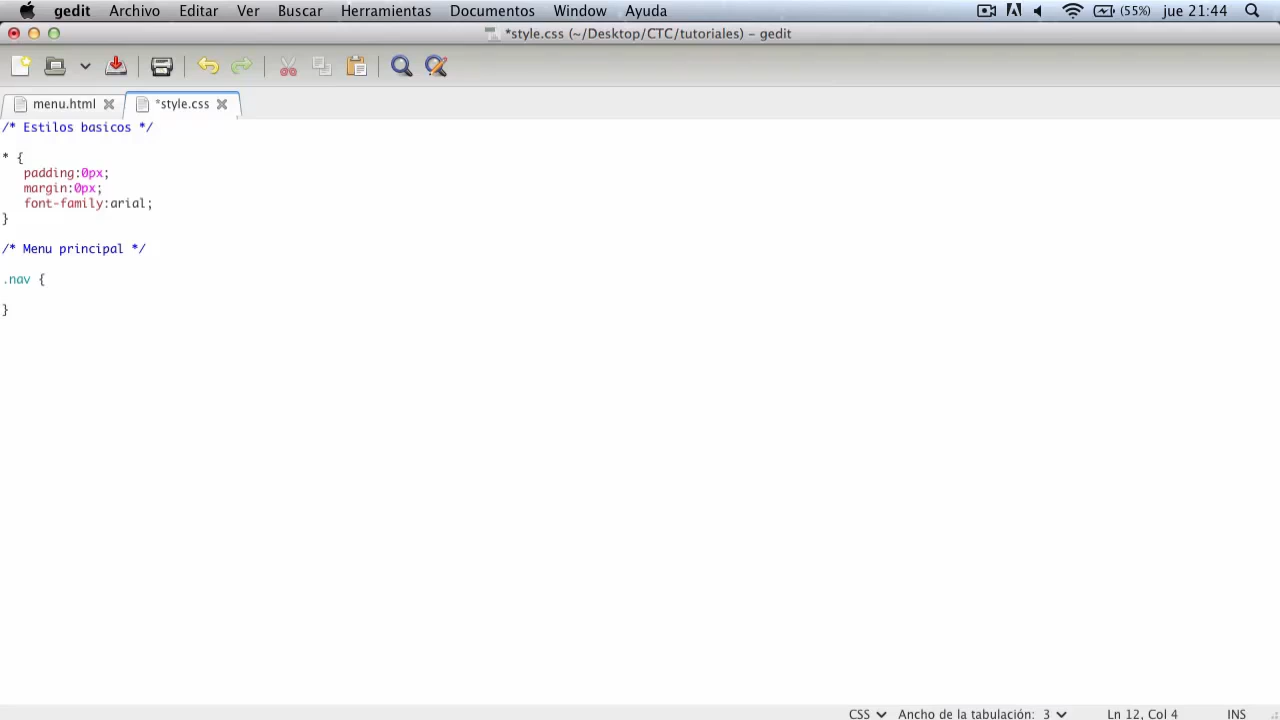 gedit Archivo Editar Ver Buscar Herramientas Documentos Window Ayuda (55%) jue 21:44
*style.css (~/Desktop/CTC/tutoriales) - gedit
menu.html *style.css
/* Estilos basicos */
* {
padding:0px;
margin:0px;
font-family:arial;
}
/* Menu principal */
.nav {
}
CSS Ancho de la tabulación: 3 Ln 12, Col 4 INS